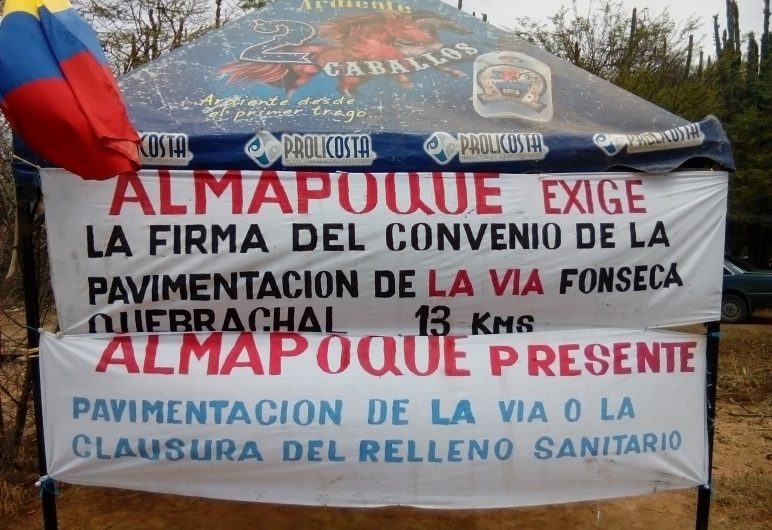 Ardiente
2
CABALLOS
Ardiente desde
el primer trago
PROLICOSTA
PROLICOSTA
PROLICOSTA
PROLICOSTA
ALMAPOQUE EXIGE
LA FIRMA DEL CONVENIO DE LA
PAVIMENTACION DE LA VIA FONSECA
QUEBRACHAL 13 KMS
ALMAPOQUE PRESENTE
PAVIMENTACION DE LA VIA O LA
CLAUSURA DEL RELLENO SANITARIO